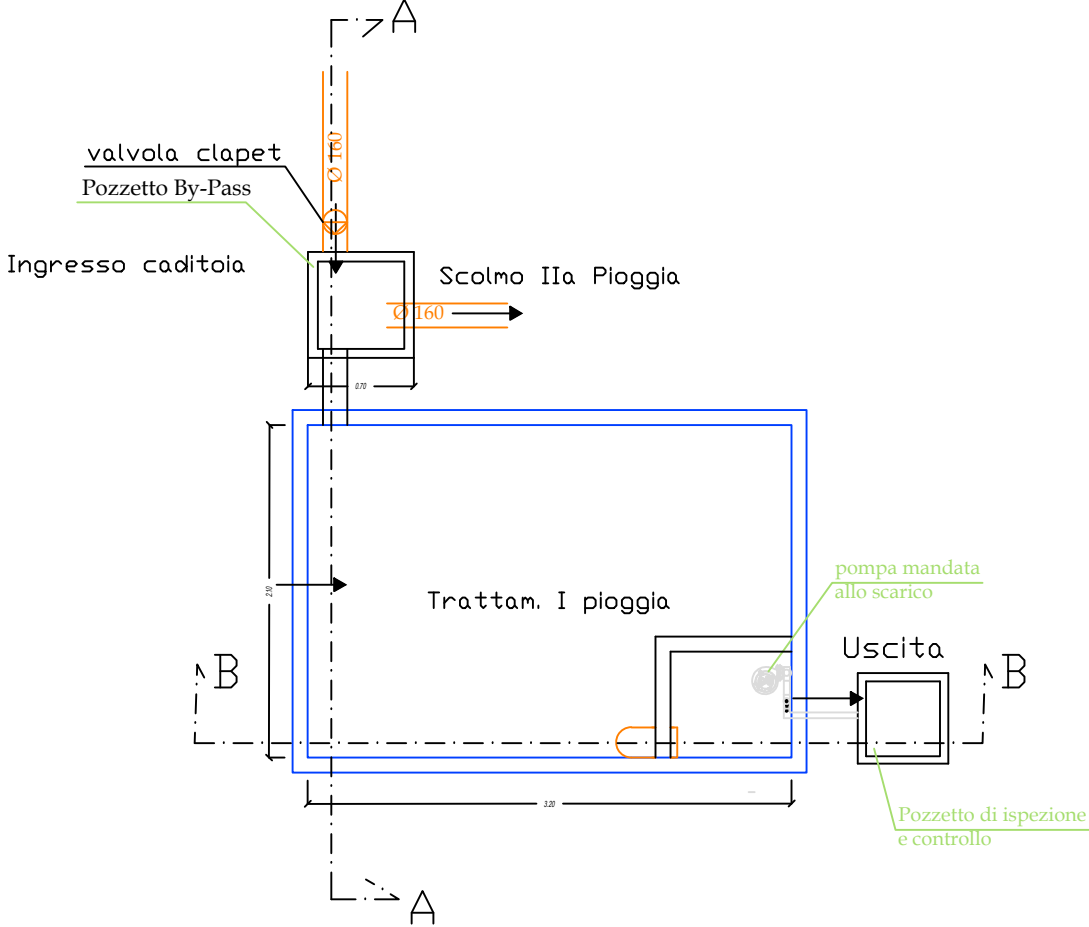 A
Ø 160
valvola clapet
Pozzetto By-Pass
Ingresso caditoia
Scolmo IIa Pioggia
Ø 160
0.70
2.10
Trattam. I pioggia
pompa mandata
allo scarico
Uscita
B
B
3.20
Pozzetto di ispezione
e controllo
A